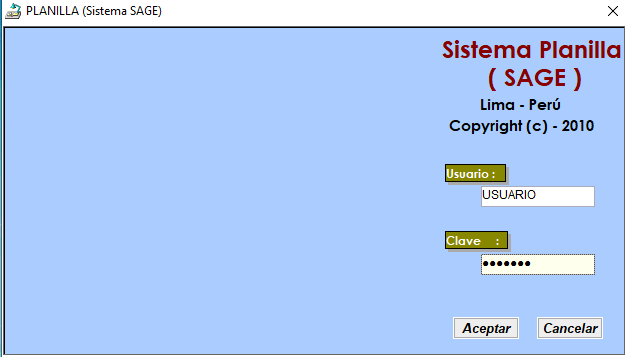 PLANILLA (Sistema SAGE)
Sistema Planilla
( SAGE )
Lima - Perú
Copyright (c) - 2010
Usuario :
USUARIO
Clave :
●●●●●●●
Aceptar
Cancelar